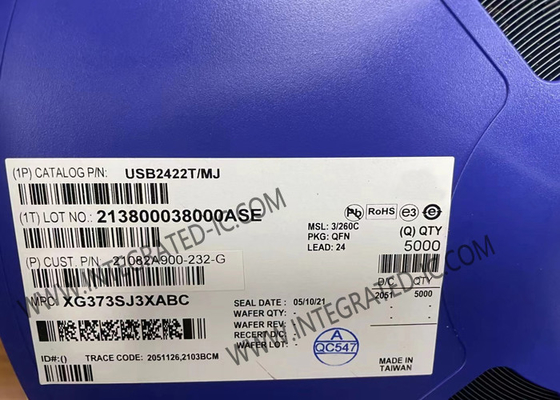 (1P) CATALOG P/N: USB2422T/MJ
(1T) LOT NO.: 213800038000ASE
Pb RoHS e3 e3
MSL: 3/260C
PKG: QFN
LEAD: 24
(Q) QTY
5000
(P) CUST. P/N: 21082A900-232-G
D/C QTY
2051 5000
MPC: XG373SJ3XABC
SEAL DATE: 05/10/21
WAFER QTY:
WAFER REV:
WAFER LOT:
A
QC547
ID#:()
TRACE CODE: 2051126,2103BCM
MADE IN
TAIWAN
WWW.INTEGRATED-IC.COM
WWW.INTEGRATED-IC.COM